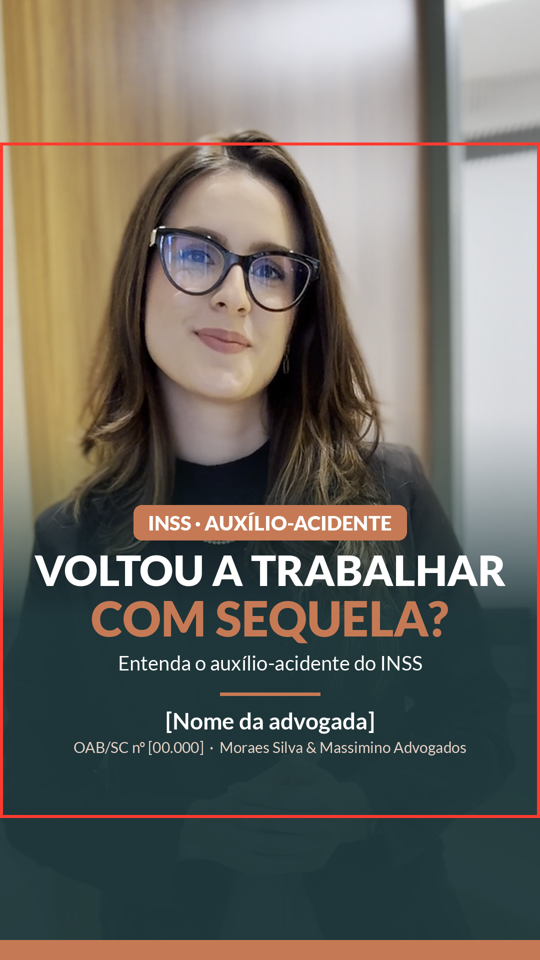 INSS · AUXÍLIO-ACIDENTE
VOLTOU A TRABALHAR
COM SEQUELA?
Entenda o auxílio-acidente do INSS
[Nome da advogada]
OAB/SC nº [00.000] · Moraes Silva & Massimino Advogados